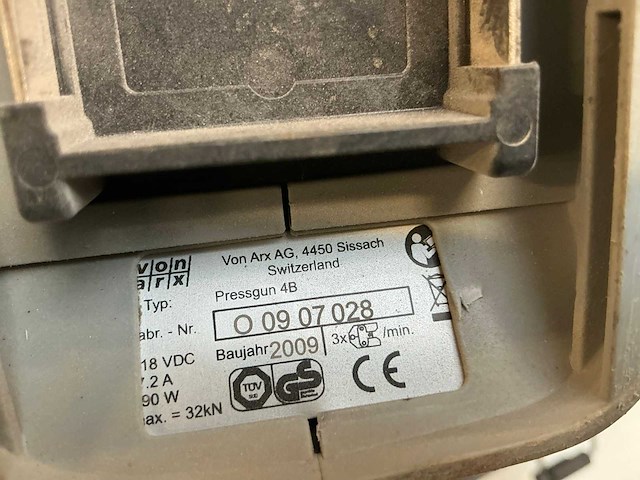 von
arx
Von Arx AG, 4450 Sissach
Switzerland
Typ:
Pressgun 4B
abr. - Nr.
O 09 07 028
Baujahr 2009
3x /min.
18 VDC
7.2 A
90 W
max. = 32kN
TÜV
GS
CE